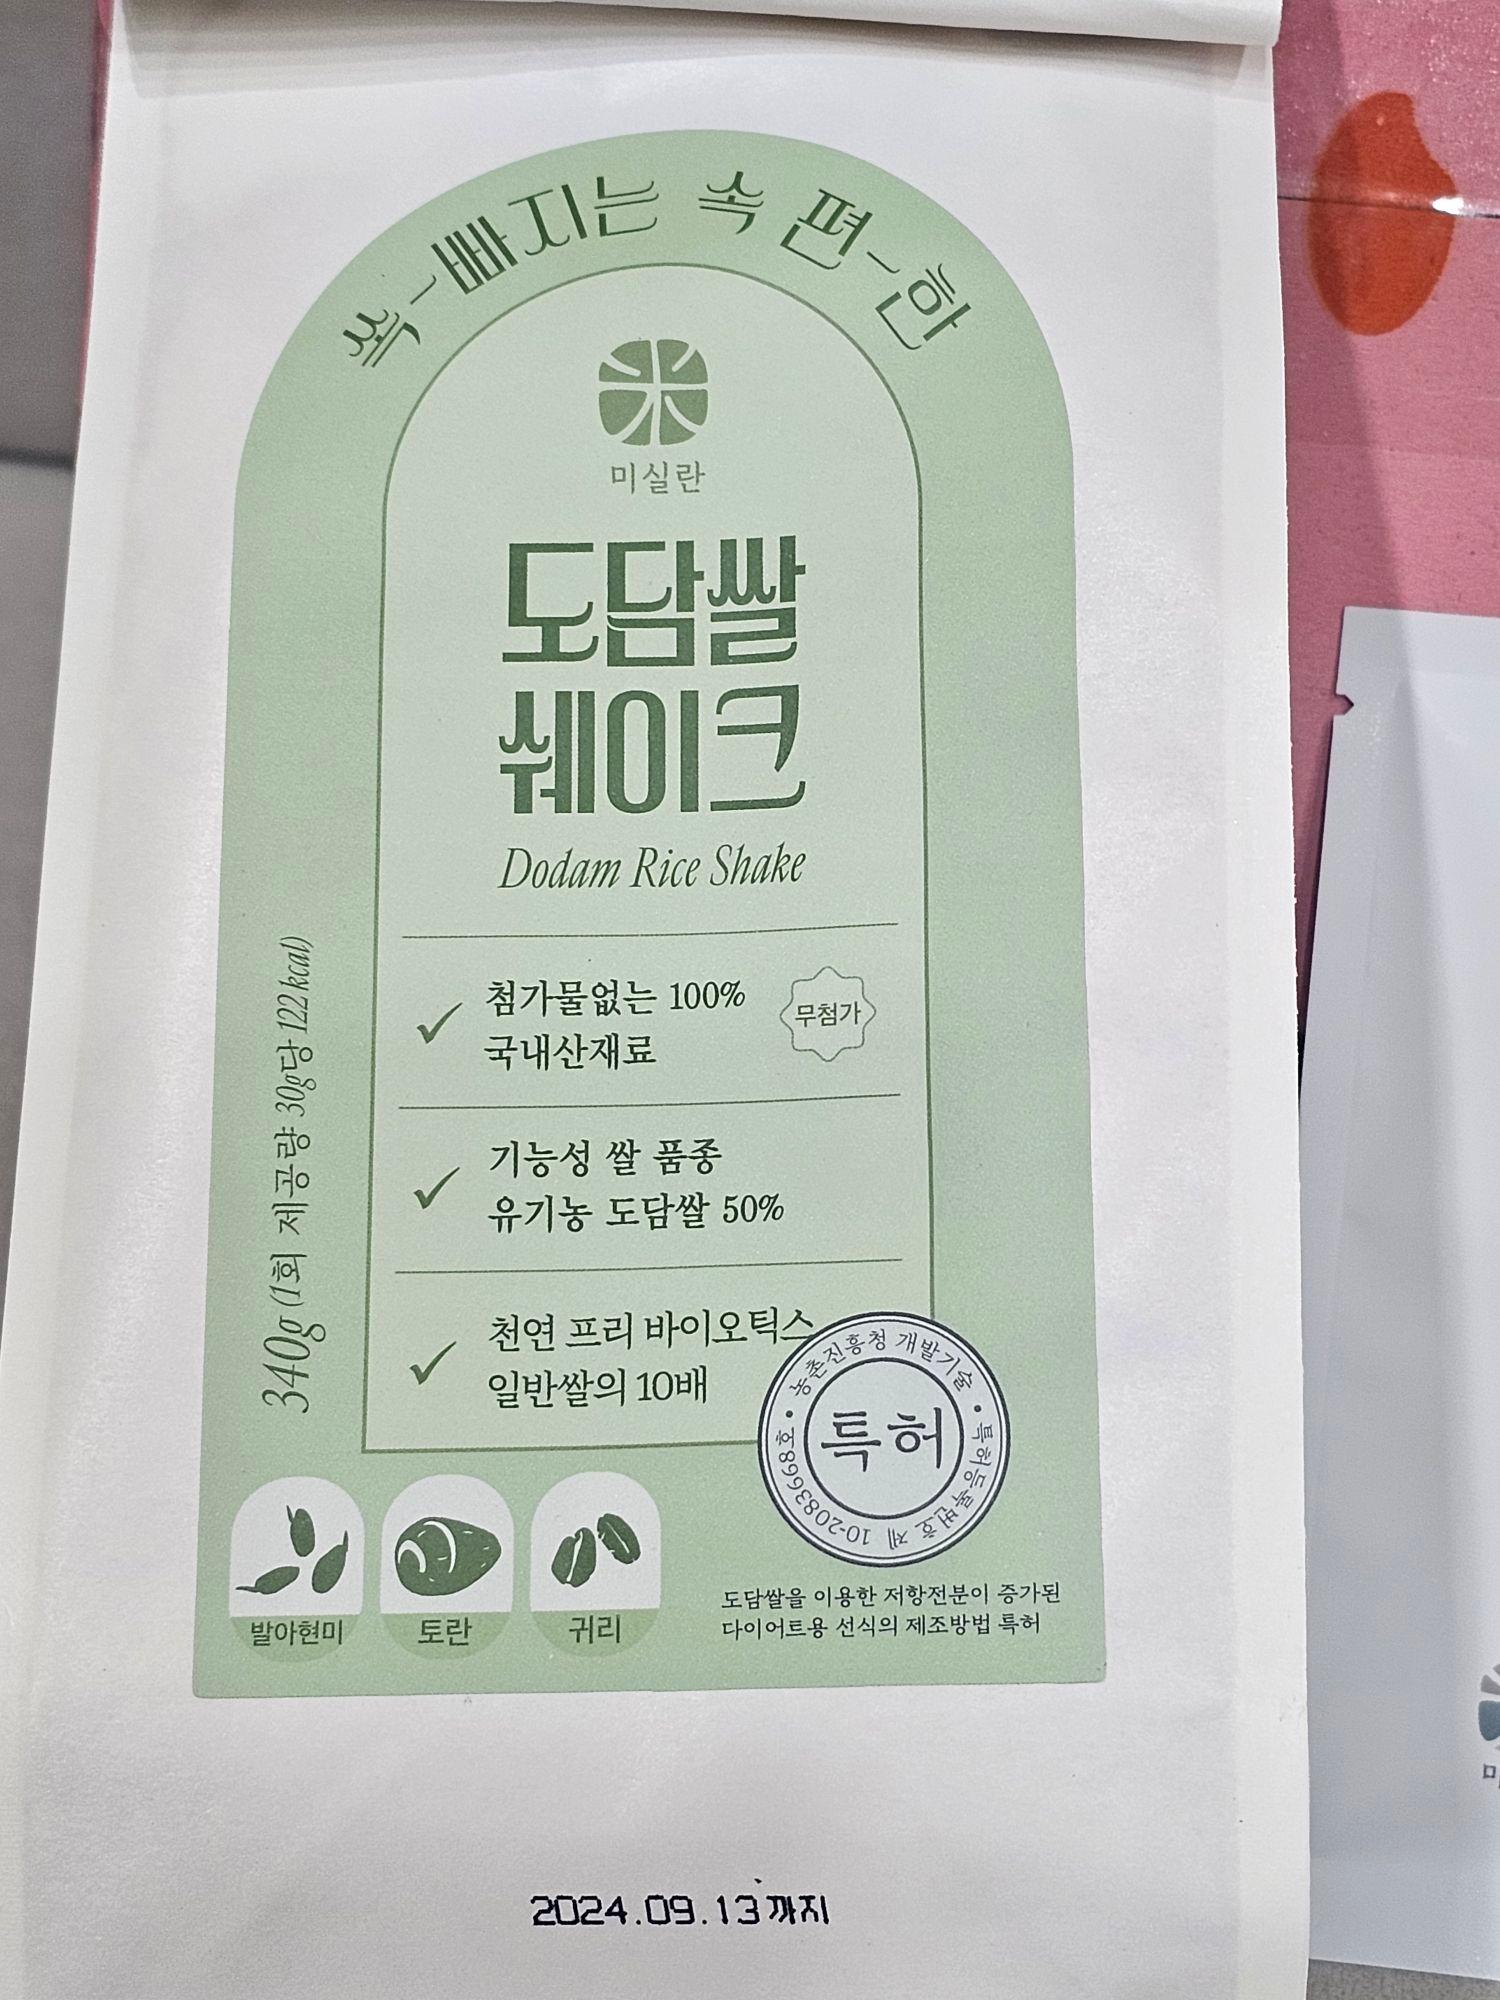 쏙~빠지는 속 편~한
미실란
도담쌀
쉐이크
Dodam Rice Shake
첨가물없는 100%
국내산재료
무첨가
기능성 쌀 품종
유기농 도담쌀 50%
천연 프리 바이오틱스
일반쌀의 10배
340g (1회 제공량 30g당 122kcal)
농촌진흥청 개발기술 • 특허등록번호 제 10-2083668호 •
특허
발아현미
토란
귀리
도담쌀을 이용한 저항전분이 증가된
다이어트용 선식의 제조방법 특허
2024.09.13까지